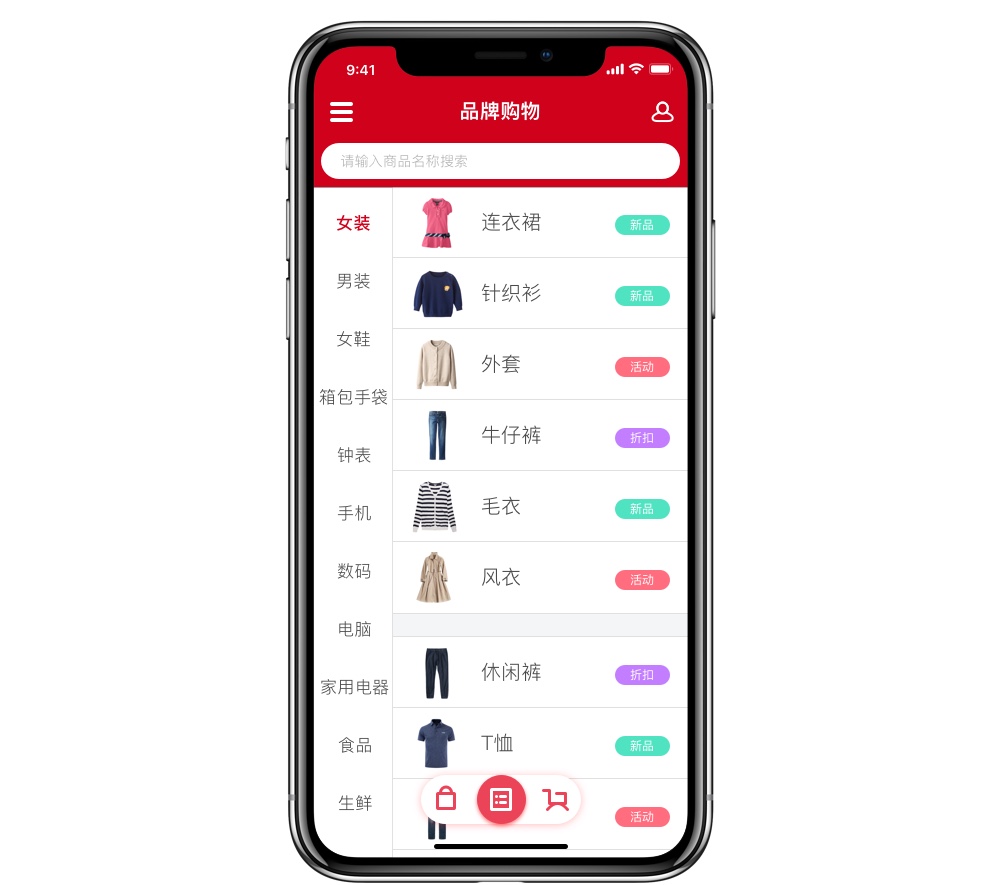 9:41
品牌购物
请输入商品名称搜索
女装
男装
女鞋
箱包手袋
钟表
手机
数码
电脑
家用电器
食品
生鲜
连衣裙
新品
针织衫
新品
外套
活动
牛仔裤
折扣
毛衣
新品
风衣
活动
休闲裤
折扣
T恤
新品
活动